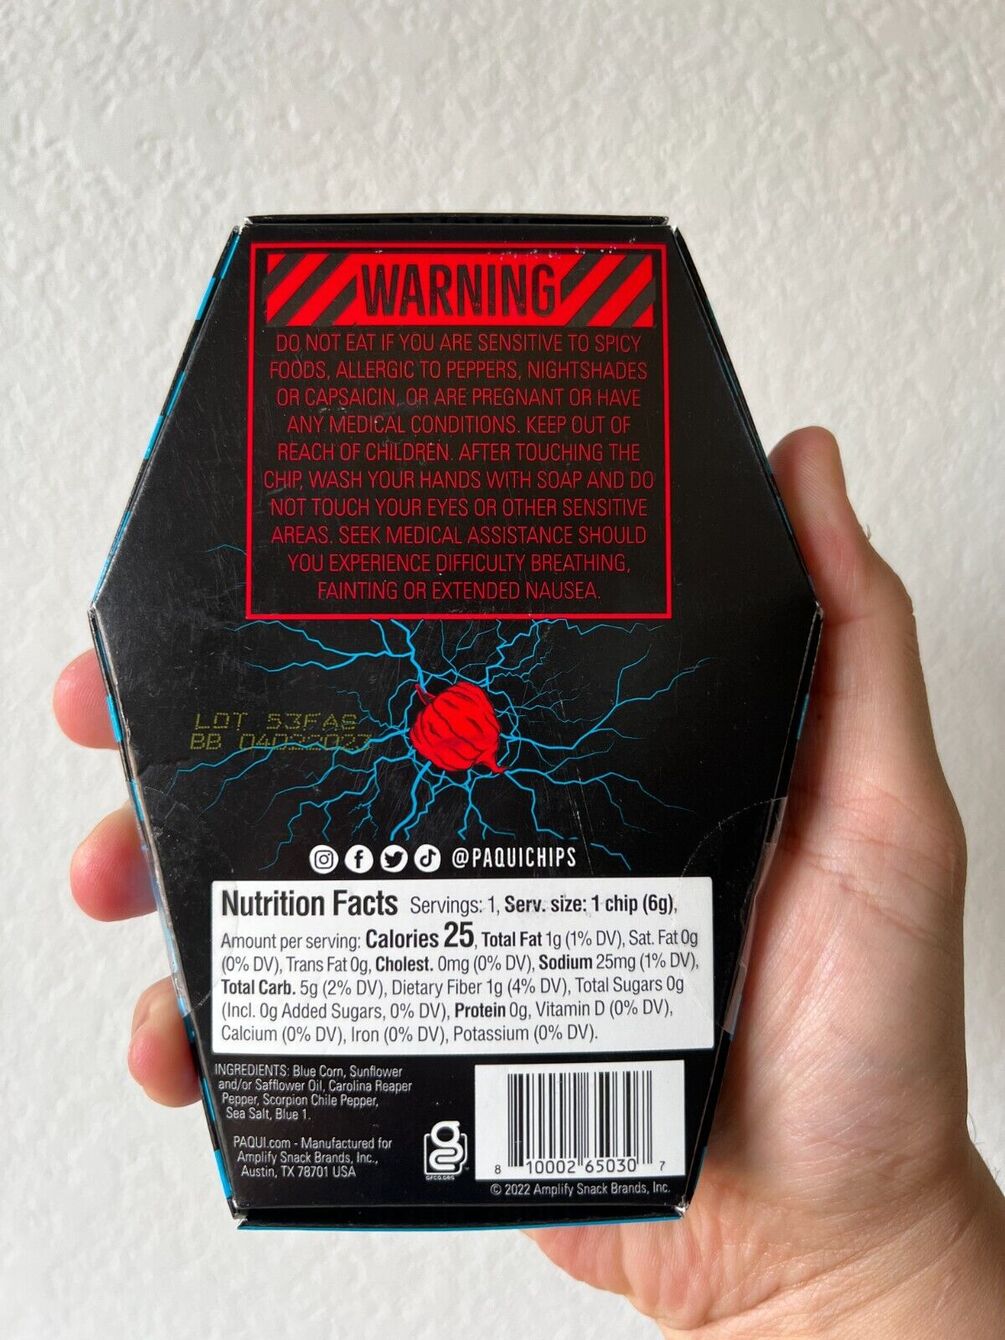 WARNING
DO NOT EAT IF YOU ARE SENSITIVE TO SPICY
FOODS, ALLERGIC TO PEPPERS, NIGHTSHADES
OR CAPSAICIN, OR ARE PREGNANT OR HAVE
ANY MEDICAL CONDITIONS. KEEP OUT OF
REACH OF CHILDREN. AFTER TOUCHING THE
CHIP, WASH YOUR HANDS WITH SOAP AND DO
NOT TOUCH YOUR EYES OR OTHER SENSITIVE
AREAS. SEEK MEDICAL ASSISTANCE SHOULD
YOU EXPERIENCE DIFFICULTY BREATHING,
FAINTING OR EXTENDED NAUSEA.
LOT 53FA8
BB 04022023
@PAQUICHIPS
Nutrition Facts Servings: 1, Serv. size: 1 chip (6g),
Amount per serving: Calories 25, Total Fat 1g (1% DV), Sat. Fat 0g
(0% DV), Trans Fat 0g, Cholest. 0mg (0% DV), Sodium 25mg (1% DV),
Total Carb. 5g (2% DV), Dietary Fiber 1g (4% DV), Total Sugars 0g
(Incl. 0g Added Sugars, 0% DV), Protein 0g, Vitamin D (0% DV),
Calcium (0% DV), Iron (0% DV), Potassium (0% DV).
INGREDIENTS: Blue Corn, Sunflower
and/or Safflower Oil, Carolina Reaper
Pepper, Scorpion Chile Pepper,
Sea Salt, Blue 1.
PAQUI.com - Manufactured for
Amplify Snack Brands, Inc.,
Austin, TX 78701 USA
GFCO.ORG
8 10002 65030 7
© 2022 Amplify Snack Brands, Inc.